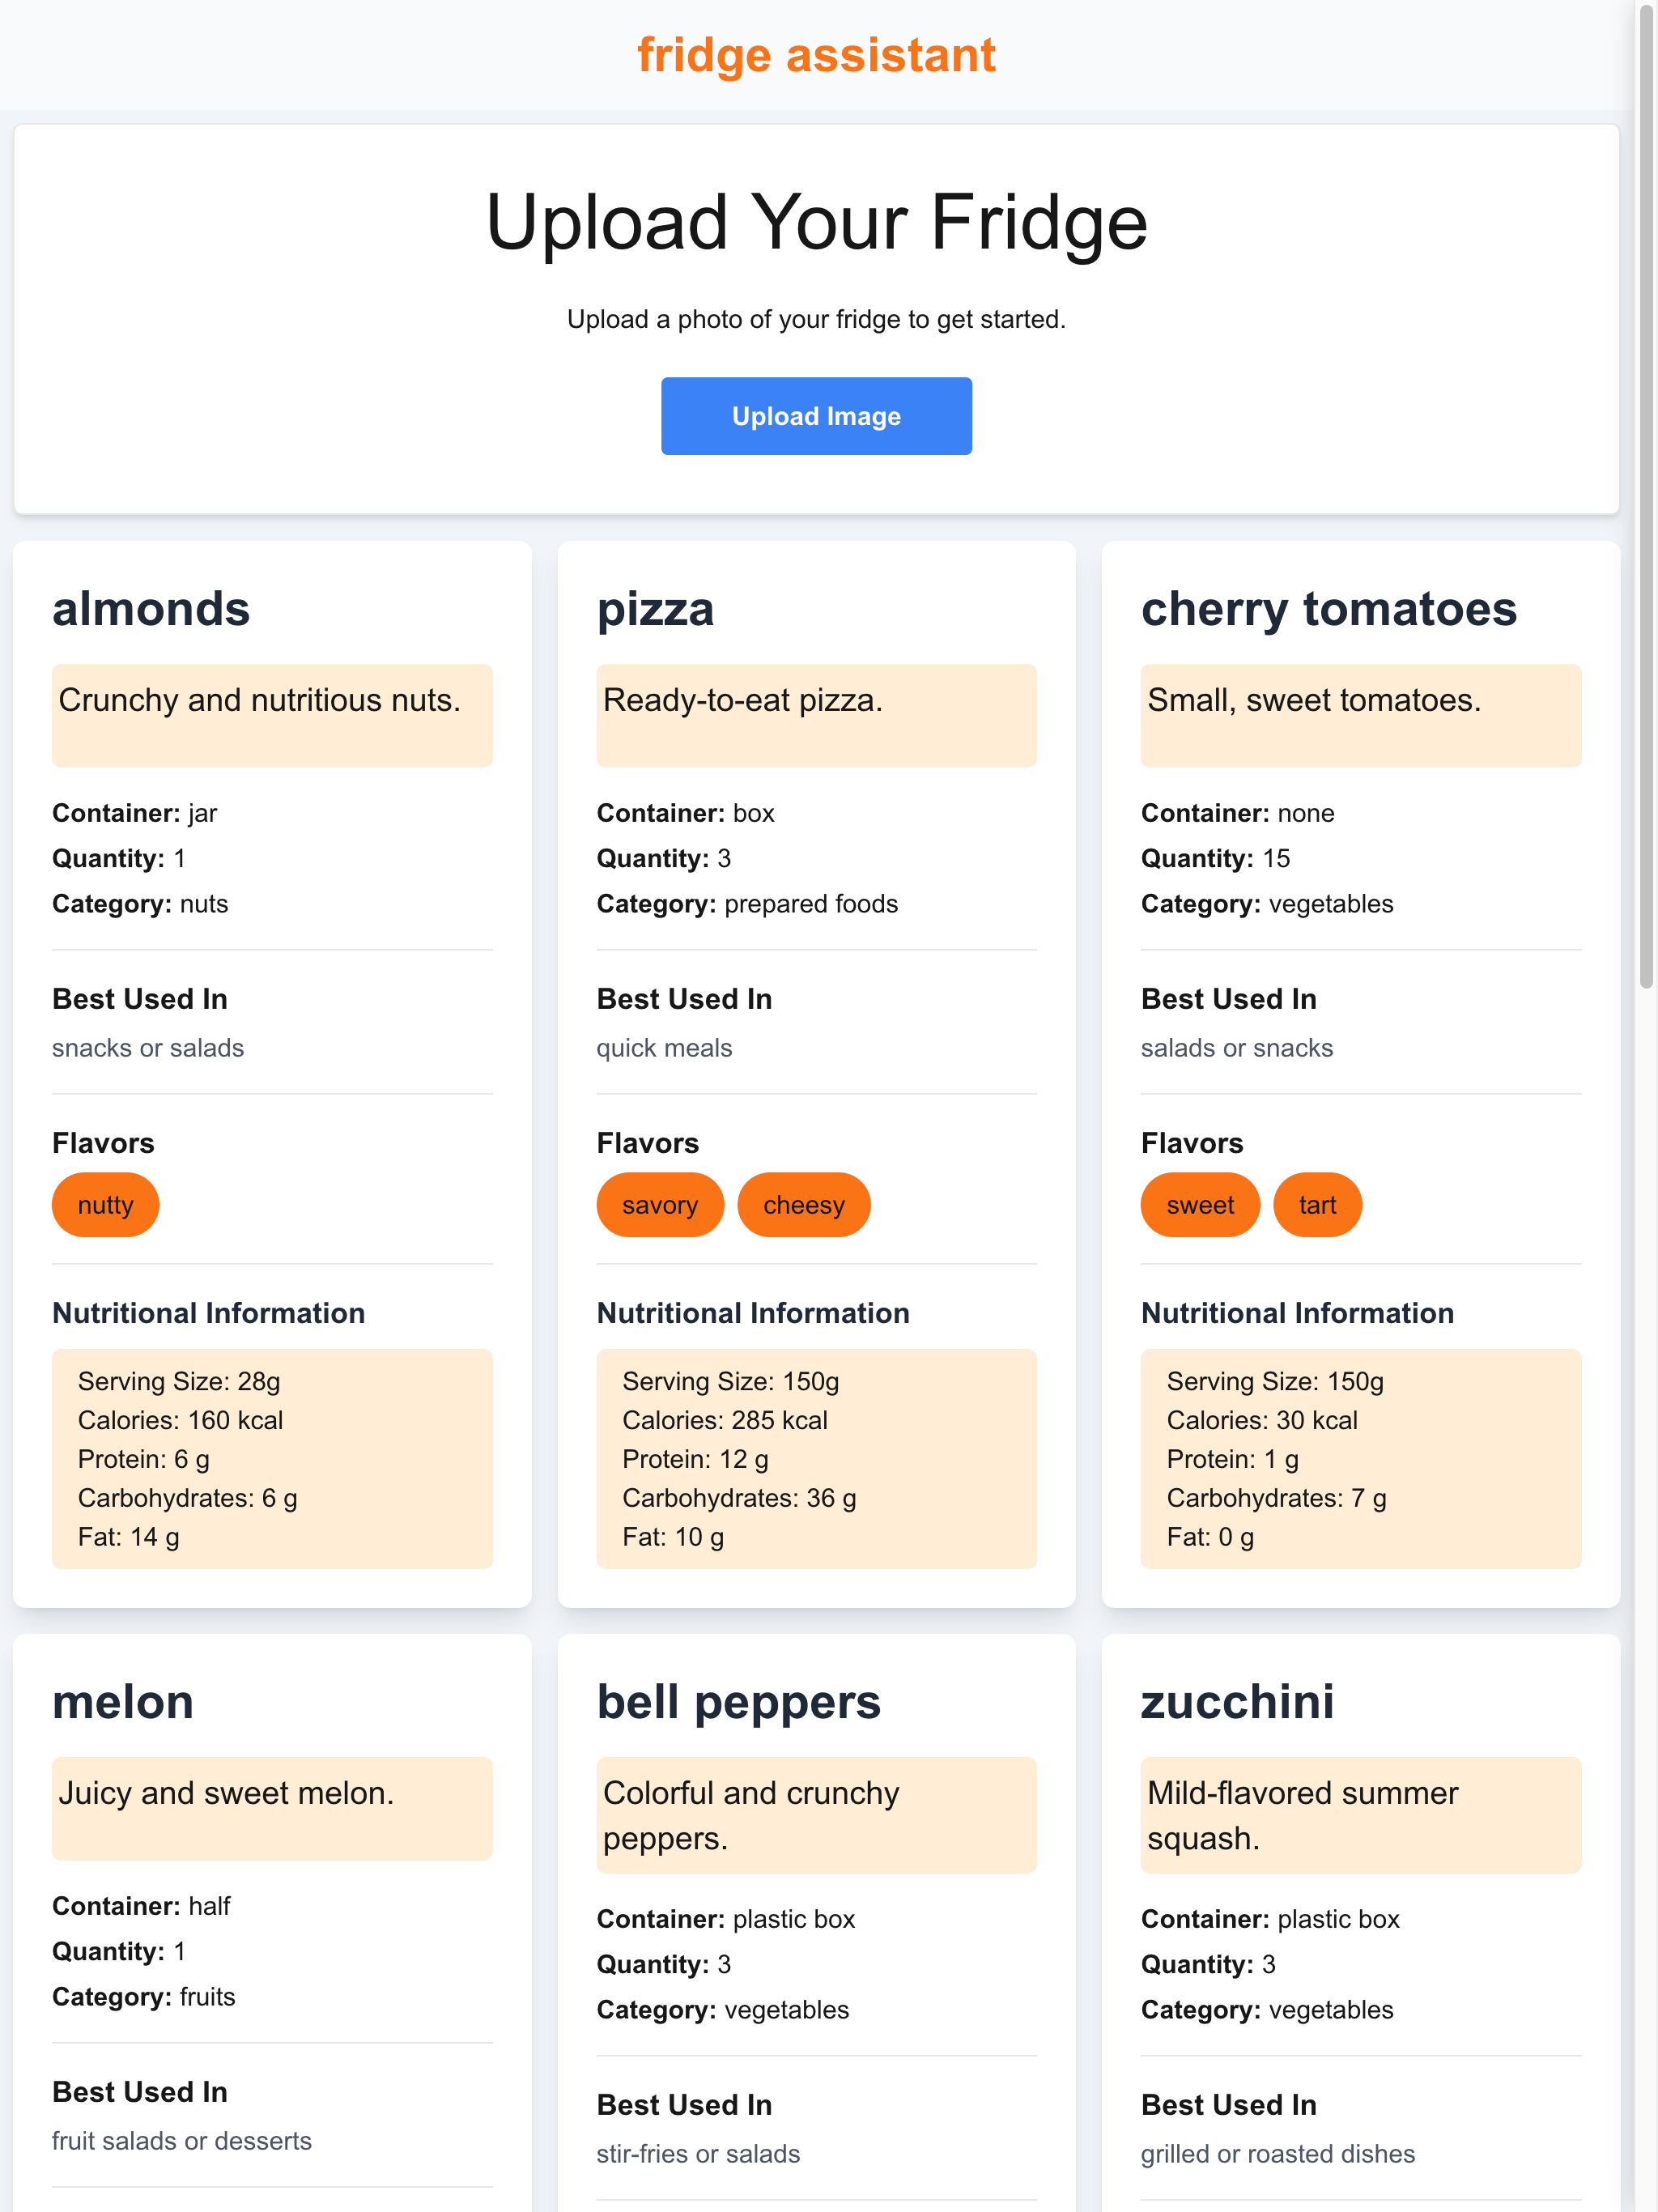 fridge assistant
Upload Your Fridge
Upload a photo of your fridge to get started.
Upload Image
almonds
Crunchy and nutritious nuts.
Container: jar
Quantity: 1
Category: nuts
Best Used In
snacks or salads
Flavors
nutty
Nutritional Information
Serving Size: 28g
Calories: 160 kcal
Protein: 6 g
Carbohydrates: 6 g
Fat: 14 g
pizza
Ready-to-eat pizza.
Container: box
Quantity: 3
Category: prepared foods
Best Used In
quick meals
Flavors
savory cheesy
Nutritional Information
Serving Size: 150g
Calories: 285 kcal
Protein: 12 g
Carbohydrates: 36 g
Fat: 10 g
cherry tomatoes
Small, sweet tomatoes.
Container: none
Quantity: 15
Category: vegetables
Best Used In
salads or snacks
Flavors
sweet tart
Nutritional Information
Serving Size: 150g
Calories: 30 kcal
Protein: 1 g
Carbohydrates: 7 g
Fat: 0 g
melon
Juicy and sweet melon.
Container: half
Quantity: 1
Category: fruits
Best Used In
fruit salads or desserts
bell peppers
Colorful and crunchy
peppers.
Container: plastic box
Quantity: 3
Category: vegetables
Best Used In
stir-fries or salads
zucchini
Mild-flavored summer
squash.
Container: plastic box
Quantity: 3
Category: vegetables
Best Used In
grilled or roasted dishes